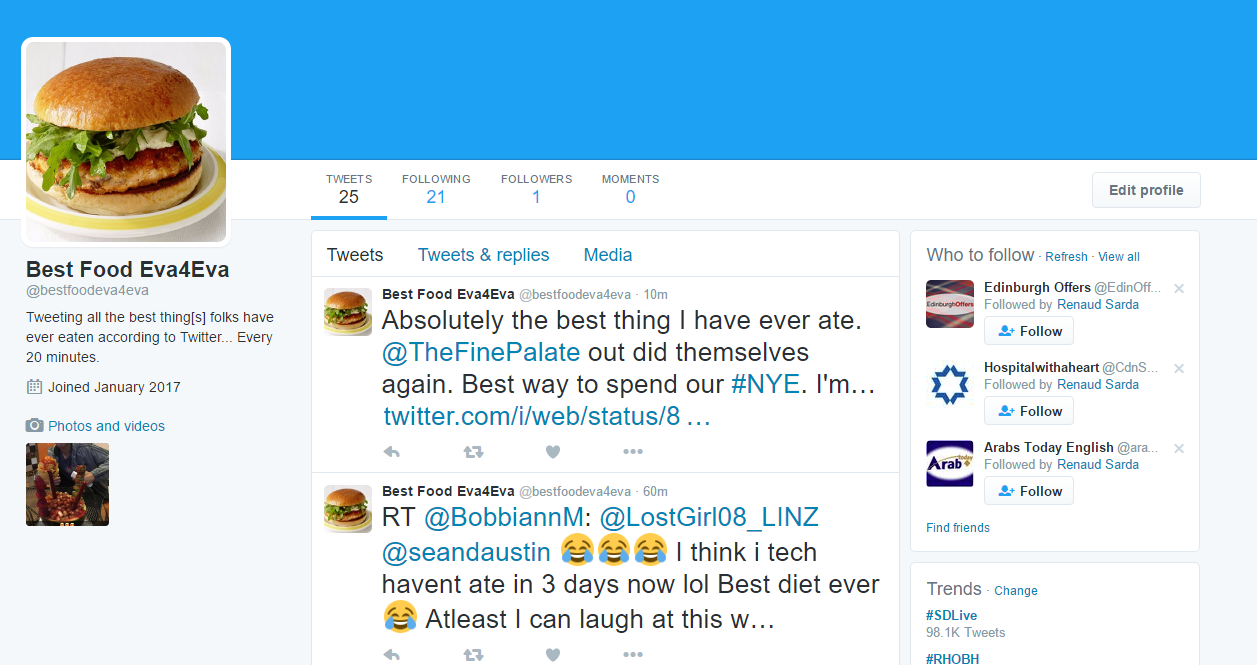 TWEETS
25
FOLLOWING
21
FOLLOWERS
1
MOMENTS
0
Edit profile
Best Food Eva4Eva
@bestfoodeva4eva
Tweeting all the best thing[s] folks have
ever eaten according to Twitter... Every
20 minutes.
Joined January 2017
Photos and videos
Tweets Tweets & replies Media
Best Food Eva4Eva @bestfoodeva4eva · 10m
Absolutely the best thing I have ever ate.
@TheFinePalate out did themselves
again. Best way to spend our #NYE. I'm…
twitter.com/i/web/status/8 …
Best Food Eva4Eva @bestfoodeva4eva · 60m
RT @BobbiannM: @LostGirl08_LINZ
@seandaustin 😂😂😂 I think i tech
havent ate in 3 days now lol Best diet ever
😂 Atleast I can laugh at this w…
Who to follow · Refresh · View all
EdinburghOffers
Edinburgh Offers @EdinOff...
Followed by Renaud Sarda
Follow
Hospitalwithaheart @CdnS...
Followed by Renaud Sarda
Follow
Arab today
Arabs Today English @ara...
Followed by Renaud Sarda
Follow
Find friends
Trends · Change
#SDLive
98.1K Tweets
#RHOBH